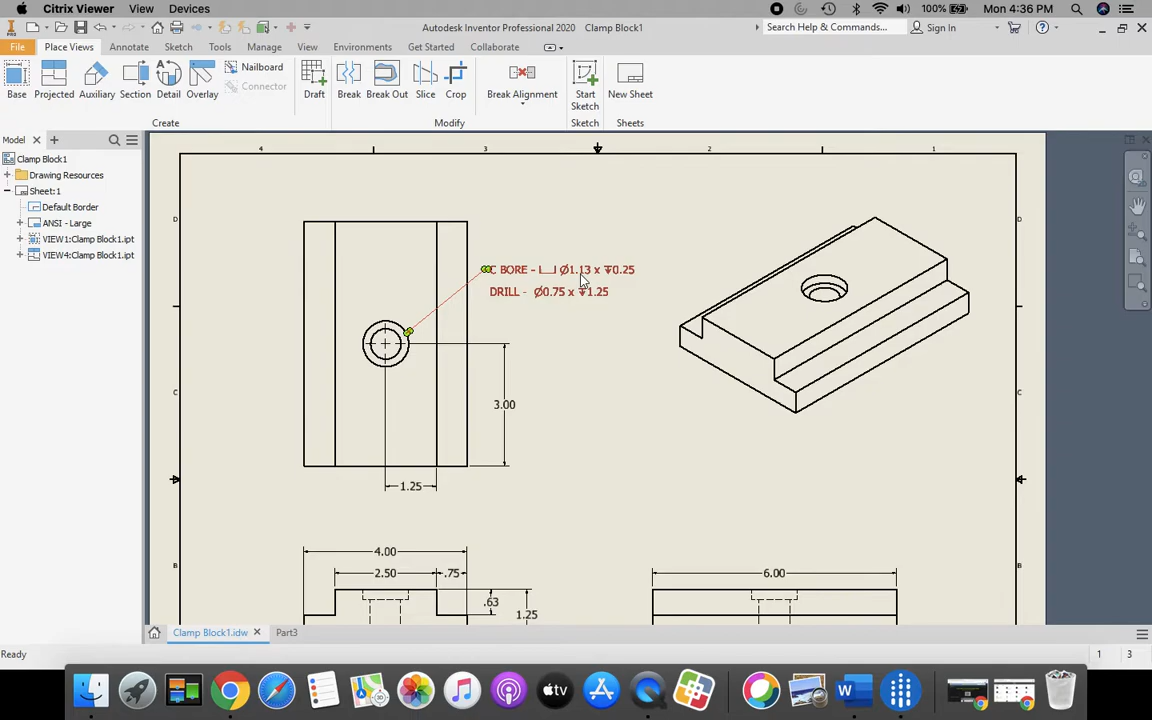 Citrix Viewer View Devices 100% Mon 4:36 PM
Autodesk Inventor Professional 2020 Clamp Block1 Search Help & Commands... Sign In
File Place Views Annotate Sketch Tools Manage View Environments Get Started Collaborate
Base Projected Auxiliary Section Detail Overlay Nailboard Connector Draft Break Break Out Slice Crop Break Alignment Start Sketch New Sheet
Create Modify Sketch Sheets
Model
Clamp Block1
Drawing Resources
Sheet:1
Default Border
ANSI - Large
VIEW1:Clamp Block1.ipt
VIEW4:Clamp Block1.ipt
4 3 2 1
D D
C BORE - ⌴ Ø1.13 x ↧0.25
DRILL - Ø0.75 x ↧1.25
C C
3.00
1.25
4.00
B B
2.50 .75 6.00
.63
1.25
Clamp Block1.idw Part3
Ready 1 3
tv W